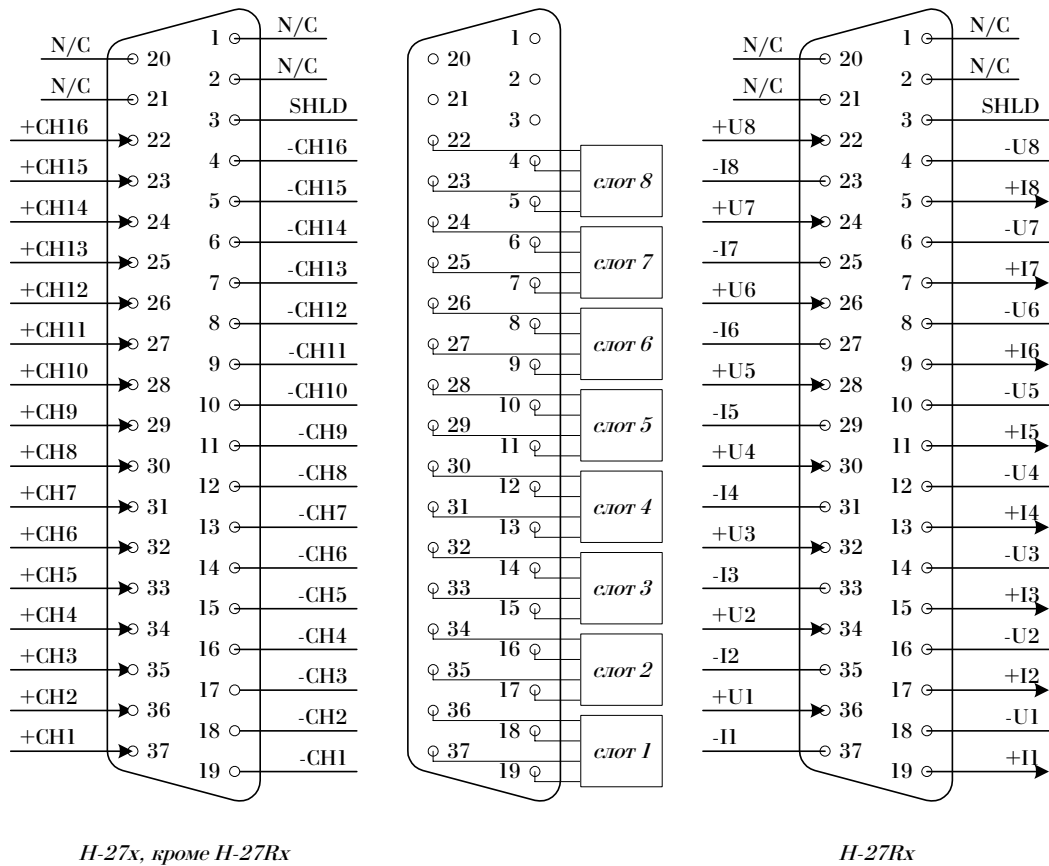 N/C
20
N/C
21
+CH16
22
+CH15
23
+CH14
24
+CH13
25
+CH12
26
+CH11
27
+CH10
28
+CH9
29
+CH8
30
+CH7
31
+CH6
32
+CH5
33
+CH4
34
+CH3
35
+CH2
36
+CH1
37
1
N/C
2
N/C
3
SHLD
4
-CH16
5
-CH15
6
-CH14
7
-CH13
8
-CH12
9
-CH11
10
-CH10
11
-CH9
12
-CH8
13
-CH7
14
-CH6
15
-CH5
16
-CH4
17
-CH3
18
-CH2
19
-CH1
H-27x, кроме H-27Rx
20
21
22
23
24
25
26
27
28
29
30
31
32
33
34
35
36
37
1
2
3
4
5
6
7
8
9
10
11
12
13
14
15
16
17
18
19
слот 8
слот 7
слот 6
слот 5
слот 4
слот 3
слот 2
слот 1
N/C
20
N/C
21
+U8
22
-I8
23
+U7
24
-I7
25
+U6
26
-I6
27
+U5
28
-I5
29
+U4
30
-I4
31
+U3
32
-I3
33
+U2
34
-I2
35
+U1
36
-I1
37
1
N/C
2
N/C
3
SHLD
4
-U8
5
+I8
6
-U7
7
+I7
8
-U6
9
+I6
10
-U5
11
+I5
12
-U4
13
+I4
14
-U3
15
+I3
16
-U2
17
+I2
18
-U1
19
+I1
H-27Rx